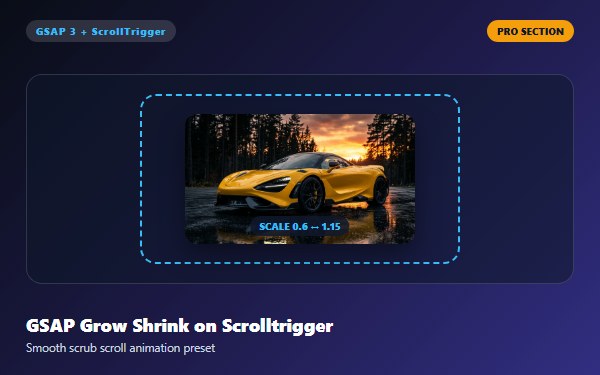 GSAP 3 + ScrollTrigger
PRO SECTION
SCALE 0.6 ↔ 1.15
GSAP Grow Shrink on Scrolltrigger
Smooth scrub scroll animation preset